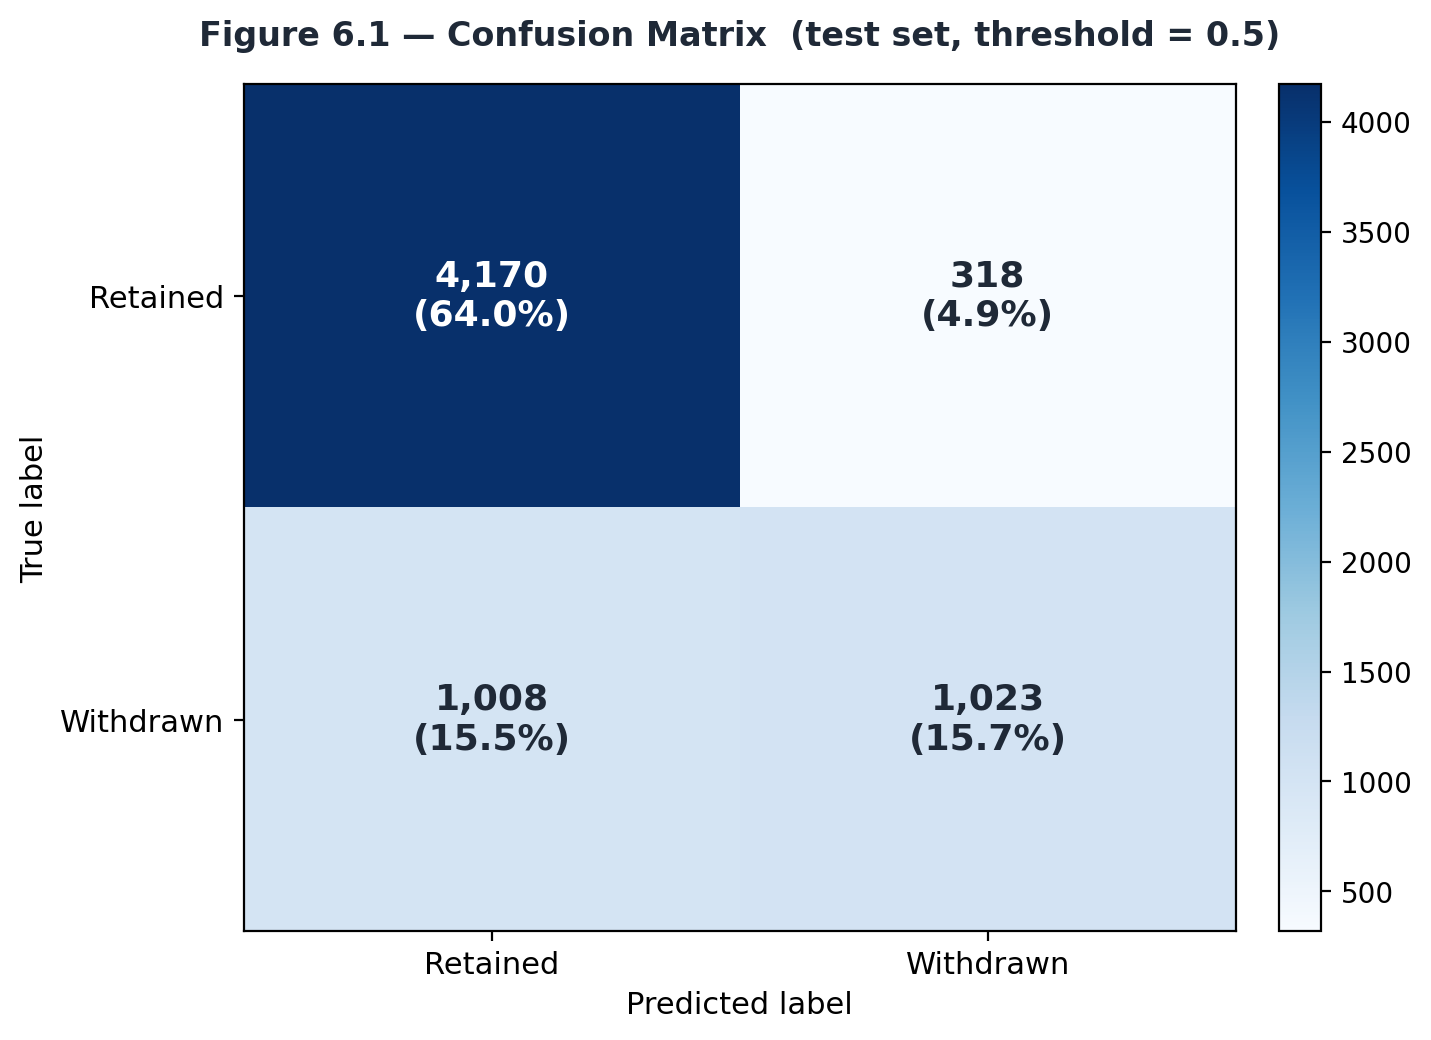 Figure 6.1 — Confusion Matrix  (test set, threshold = 0.5)
4,170
(64.0%)
318
(4.9%)
1,008
(15.5%)
1,023
(15.7%)
Retained
Withdrawn
True label
Retained
Withdrawn
Predicted label
4000
3500
3000
2500
2000
1500
1000
500